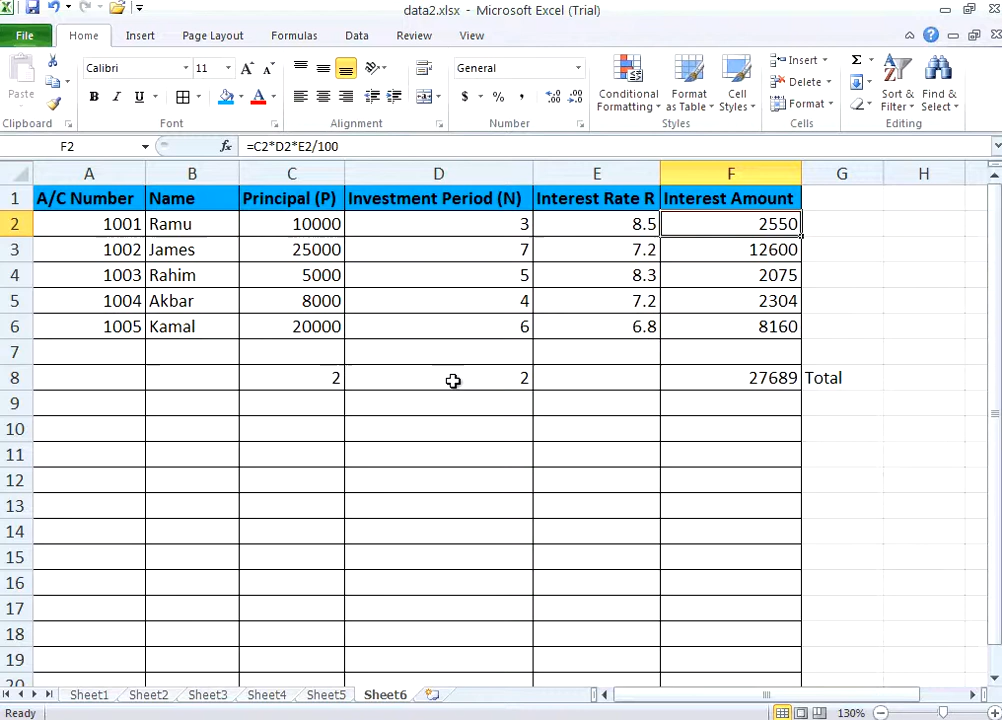 data2.xlsx - Microsoft Excel (Trial)
File Home Insert Page Layout Formulas Data Review View
Paste Calibri 11 General Conditional Formatting Format as Table Cell Styles Insert Delete Format Sort & Filter Find & Select
Clipboard Font Alignment Number Styles Cells Editing
F2 fx =C2*D2*E2/100
A B C D E F G H
1 A/C Number Name Principal (P) Investment Period (N) Interest Rate R Interest Amount
2 1001 Ramu 10000 3 8.5 2550
3 1002 James 25000 7 7.2 12600
4 1003 Rahim 5000 5 8.3 2075
5 1004 Akbar 8000 4 7.2 2304
6 1005 Kamal 20000 6 6.8 8160
7
8 2 2 27689 Total
9
10
11
12
13
14
15
16
17
18
19
20
Sheet1 Sheet2 Sheet3 Sheet4 Sheet5 Sheet6
Ready 130%